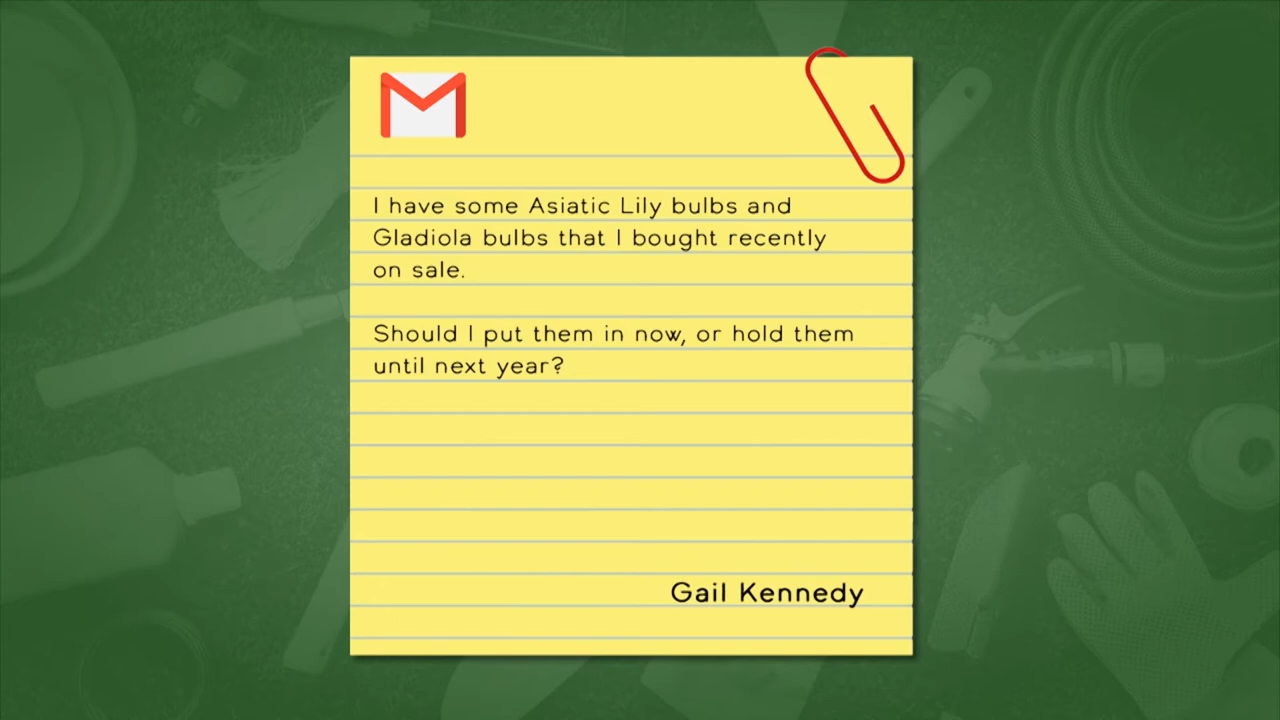 I have some Asiatic Lily bulbs and
Gladiola bulbs that I bought recently
on sale.
Should I put them in now, or hold them
until next year?
Gail Kennedy